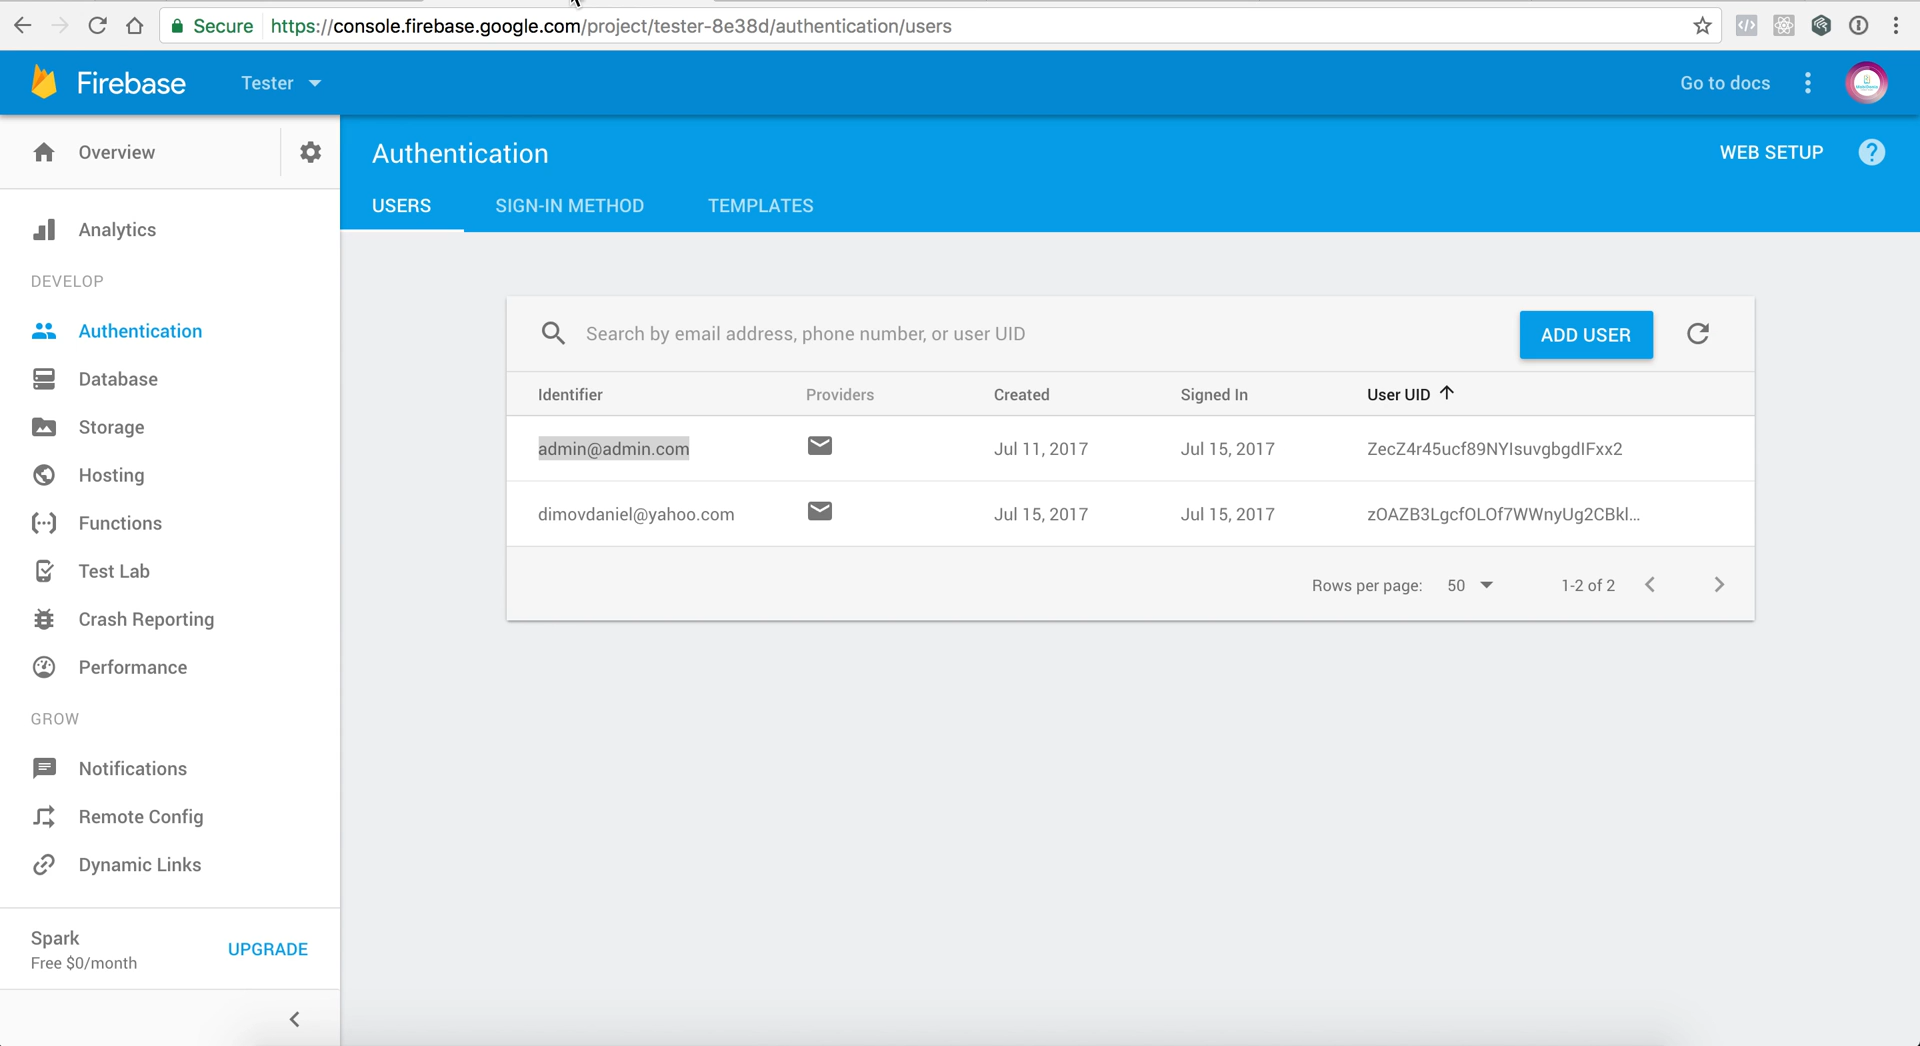 Secure https://console.firebase.google.com/project/tester-8e38d/authentication/users
Firebase Tester Go to docs
Overview
Authentication WEB SETUP ?
USERS SIGN-IN METHOD TEMPLATES
Analytics
DEVELOP
Authentication
Database
Storage
Hosting
Functions
Test Lab
Crash Reporting
Performance
GROW
Notifications
Remote Config
Dynamic Links
Spark
Free $0/month
UPGRADE
Search by email address, phone number, or user UID ADD USER
Identifier Providers Created Signed In User UID
admin@admin.com Jul 11, 2017 Jul 15, 2017 ZecZ4r45ucf89NYIsuvgbgdlFxx2
dimovdaniel@yahoo.com Jul 15, 2017 Jul 15, 2017 zOAZB3LgcfOLOf7WWnyUg2CBkl...
Rows per page: 50 1-2 of 2